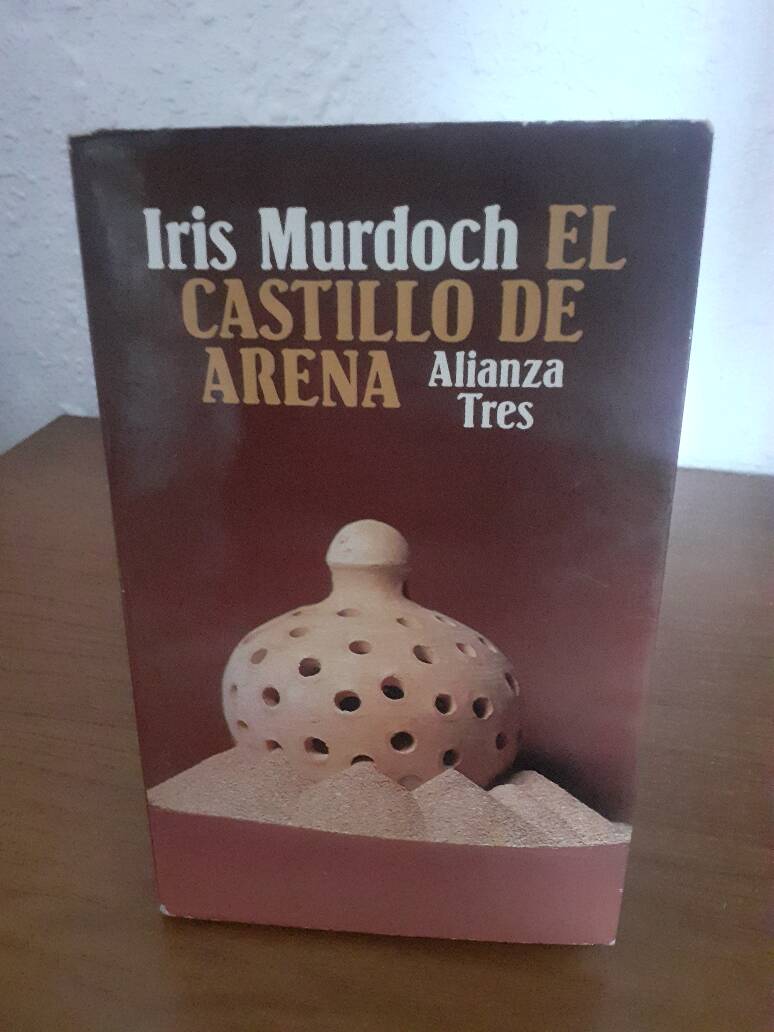 Iris Murdoch EL
CASTILLO DE
ARENA Alianza
Tres